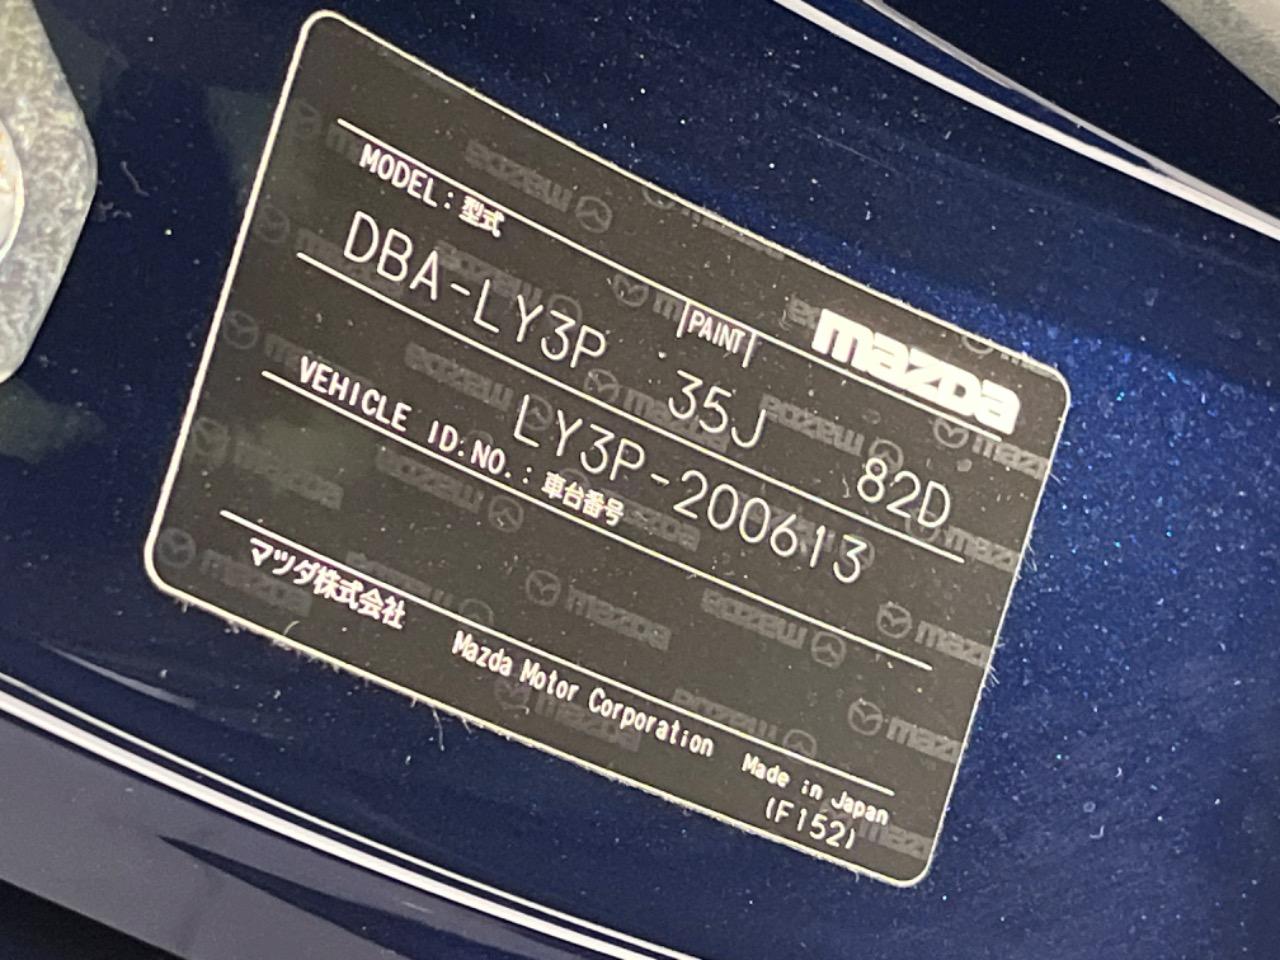 mazda
MODEL: 型式
PAINT
DBA-LY3P 35J 82D
LY3P-200613
VEHICLE ID.NO.: 車台番号
マツダ株式会社 Mazda Motor Corporation Made in Japan
(F152)